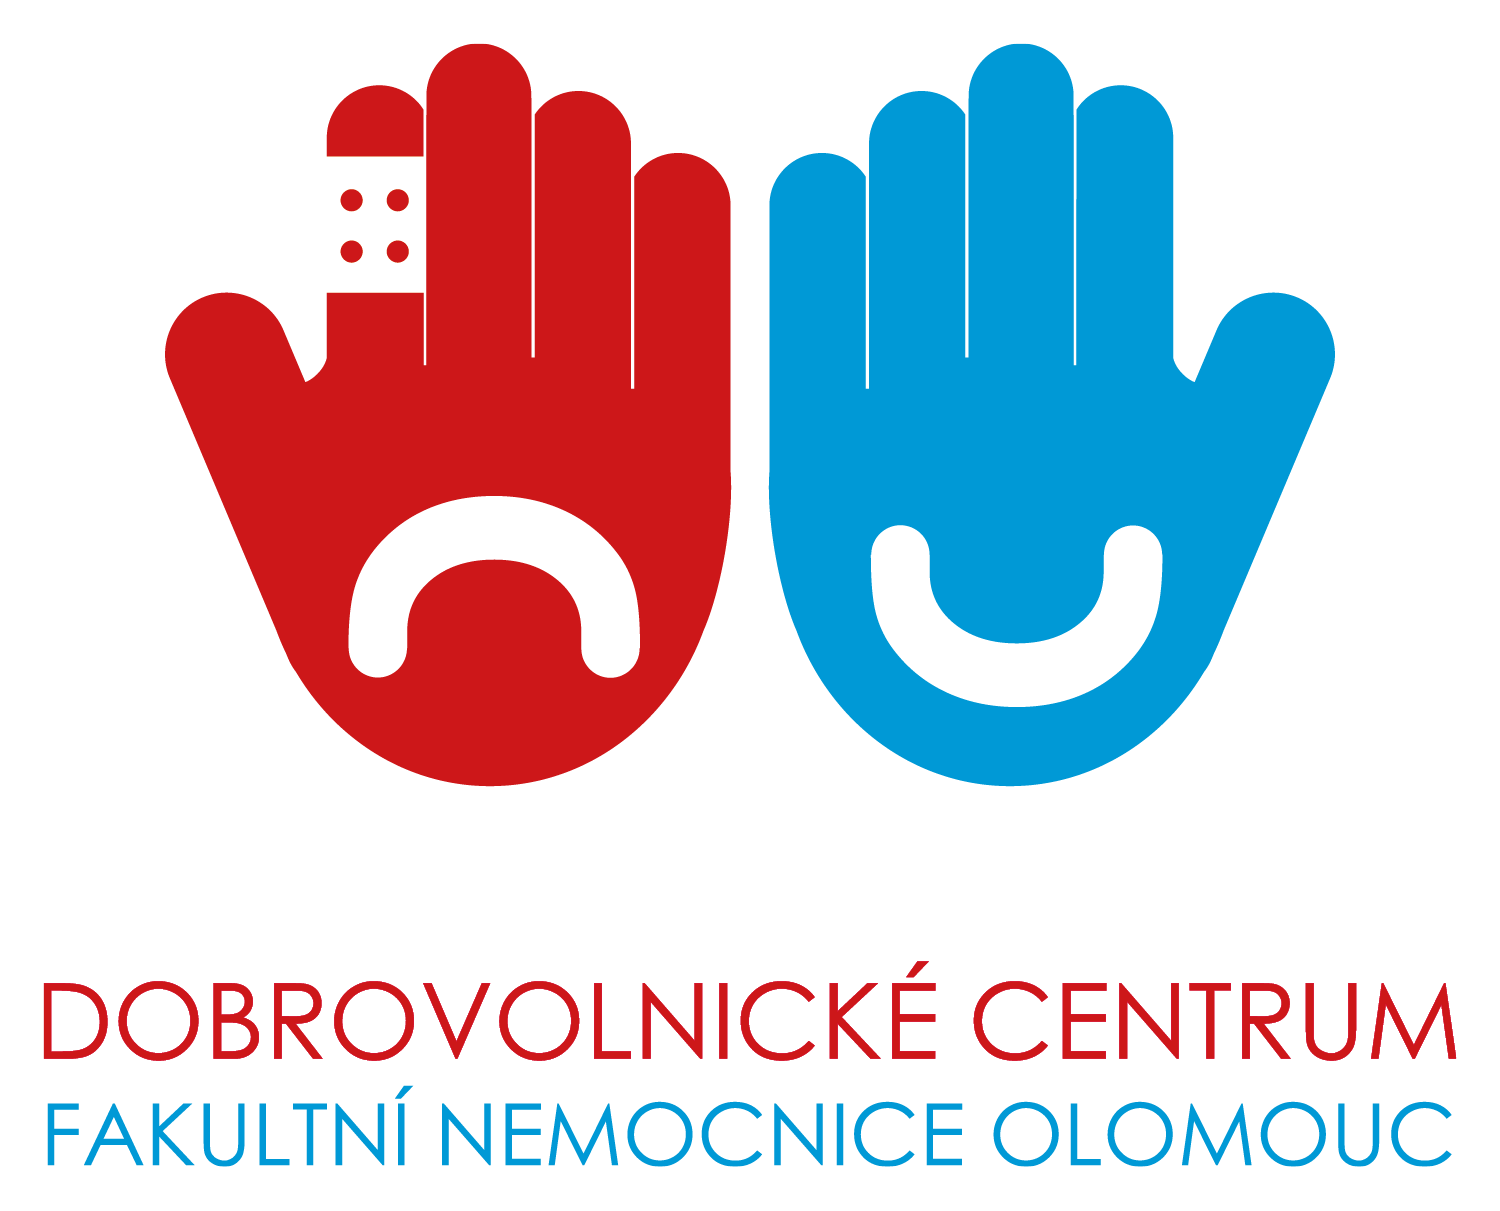 DOBROVOLNICKÉ CENTRUM
FAKULTNÍ NEMOCNICE OLOMOUC